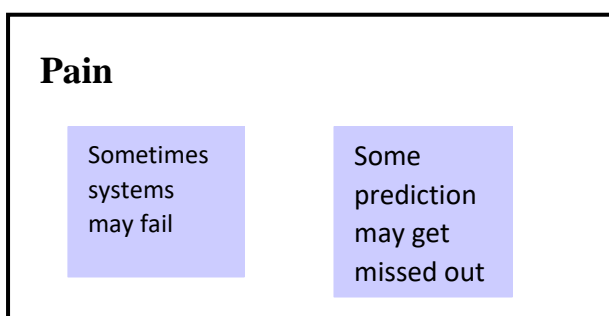 Pain
Sometimes
systems
may fail
Some
prediction
may get
missed out